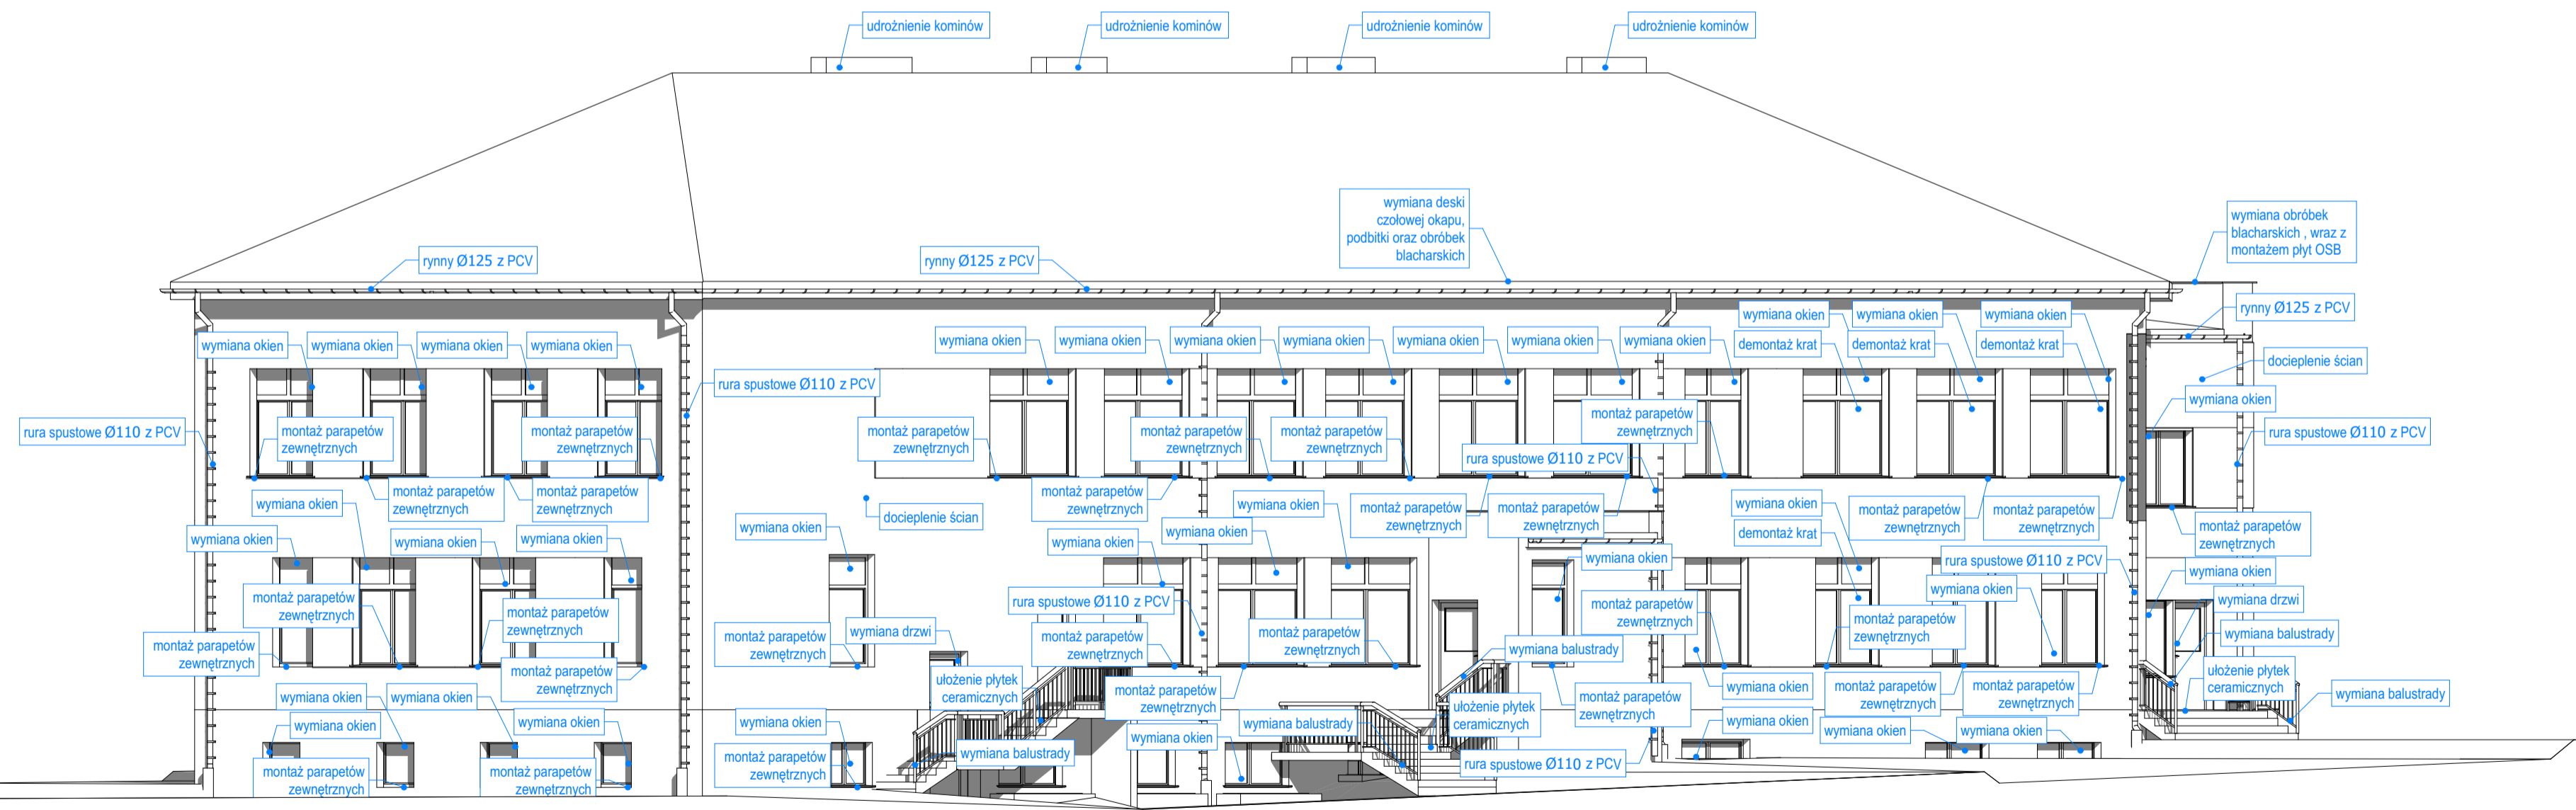 udrożnienie kominów
udrożnienie kominów
udrożnienie kominów
udrożnienie kominów
wymiana deski
czołowej okapu,
podbitki oraz obróbek
blacharskich
wymiana obróbek
blacharskich , wraz z
montażem płyt OSB
rynny Ø125 z PCV
rynny Ø125 z PCV
rynny Ø125 z PCV
wymiana okien
wymiana okien
wymiana okien
wymiana okien
wymiana okien
wymiana okien
wymiana okien
wymiana okien
wymiana okien
wymiana okien
wymiana okien
wymiana okien
wymiana okien
wymiana okien
demontaż krat
demontaż krat
demontaż krat
docieplenie ścian
rura spustowe Ø110 z PCV
wymiana okien
rura spustowe Ø110 z PCV
montaż parapetów
zewnętrznych
montaż parapetów
zewnętrznych
montaż parapetów
zewnętrznych
montaż parapetów
zewnętrznych
montaż parapetów
zewnętrznych
montaż parapetów
zewnętrznych
rura spustowe Ø110 z PCV
rura spustowe Ø110 z PCV
montaż parapetów
zewnętrznych
montaż parapetów
zewnętrznych
montaż parapetów
zewnętrznych
montaż parapetów
zewnętrznych
montaż parapetów
zewnętrznych
montaż parapetów
zewnętrznych
montaż parapetów
zewnętrznych
wymiana okien
docieplenie ścian
wymiana okien
wymiana okien
montaż parapetów
zewnętrznych
wymiana okien
wymiana okien
wymiana okien
wymiana okien
wymiana okien
wymiana okien
demontaż krat
montaż parapetów
zewnętrznych
wymiana okien
rura spustowe Ø110 z PCV
wymiana okien
wymiana okien
montaż parapetów
zewnętrznych
montaż parapetów
zewnętrznych
rura spustowe Ø110 z PCV
montaż parapetów
zewnętrznych
montaż parapetów
zewnętrznych
wymiana drzwi
montaż parapetów
zewnętrznych
montaż parapetów
zewnętrznych
wymiana drzwi
montaż parapetów
zewnętrznych
montaż parapetów
zewnętrznych
wymiana balustrady
wymiana balustrady
montaż parapetów
zewnętrznych
ułożenie płytek
ceramicznych
montaż parapetów
zewnętrznych
montaż parapetów
zewnętrznych
wymiana okien
montaż parapetów
zewnętrznych
montaż parapetów
zewnętrznych
ułożenie płytek
ceramicznych
wymiana balustrady
wymiana okien
wymiana okien
wymiana okien
wymiana okien
wymiana okien
wymiana balustrady
ułożenie płytek
ceramicznych
wymiana okien
wymiana okien
wymiana okien
wymiana okien
montaż parapetów
zewnętrznych
montaż parapetów
zewnętrznych
montaż parapetów
zewnętrznych
wymiana balustrady
rura spustowe Ø110 z PCV